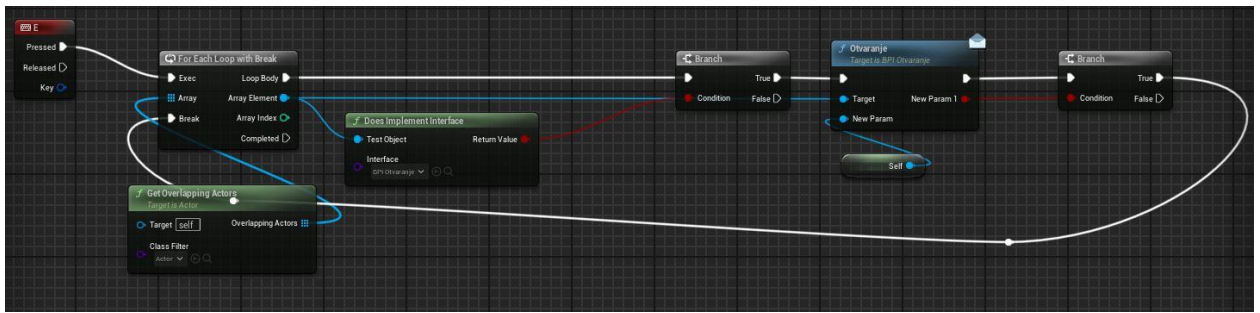 E
Pressed
Released
Key
For Each Loop with Break
Exec
Loop Body
Array
Array Element
Break
Array Index
Completed
Get Overlapping Actors
Target is Actor
Target
self
Overlapping Actors
Class Filter
Actor
Does Implement Interface
Test Object
Return Value
Interface
BPI Otvaranje
Branch
True
Condition
False
Otvaranje
Target is BPI Otvaranje
Target
New Param 1
New Param
Self
Branch
True
Condition
False